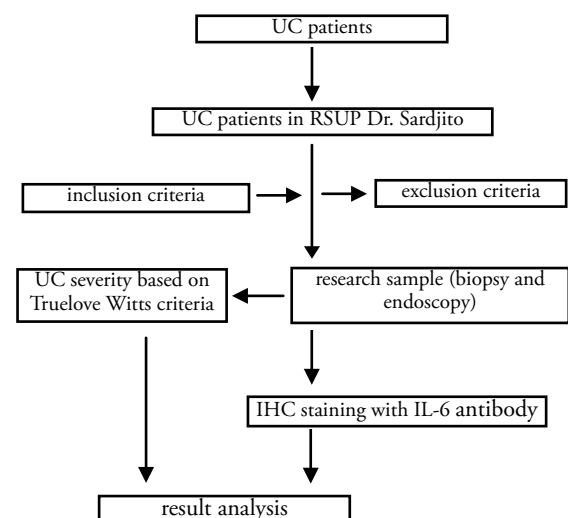 UC patients
UC patients in RSUP Dr. Sardjito
inclusion criteria
exclusion criteria
UC severity based on
Truelove Witts criteria
research sample (biopsy and
endoscopy)
IHC staining with IL-6 antibody
result analysis